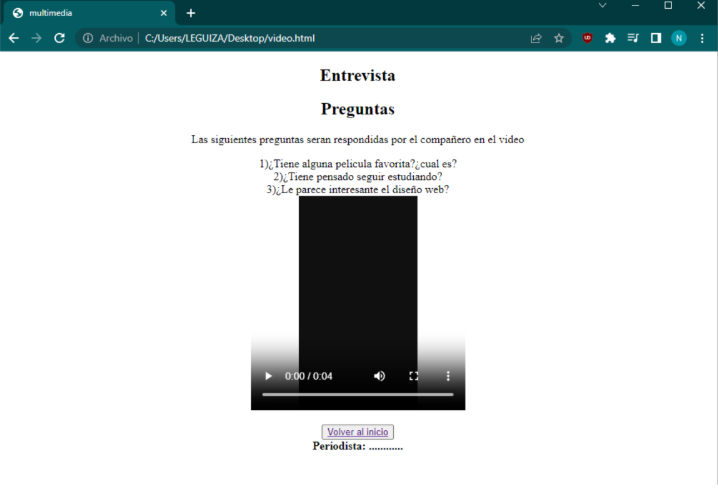 multimedia
Archivo C:/Users/LEGUIZA/Desktop/video.html
N
Entrevista
Preguntas
Las siguientes preguntas seran respondidas por el compañero en el video
1)¿Tiene alguna pelicula favorita?¿cual es?
2)¿Tiene pensado seguir estudiando?
3)¿Le parece interesante el diseño web?
0:00 / 0:04
Volver al inicio
Periodista: ............